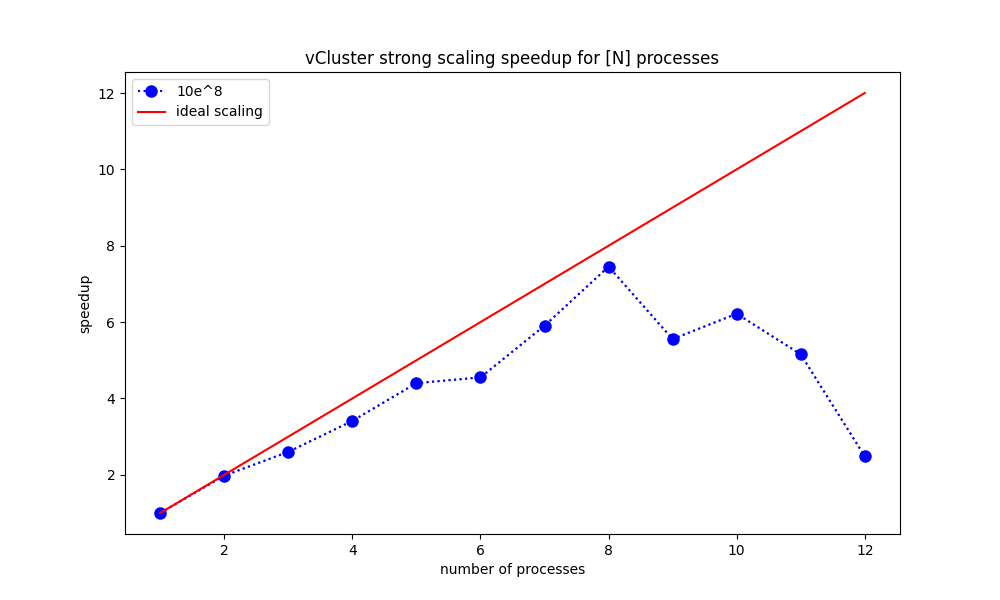 vCluster strong scaling speedup for [N] processes
10e^8
ideal scaling
12
10
8
6
4
2
speedup
2 4 6 8 10 12
number of processes